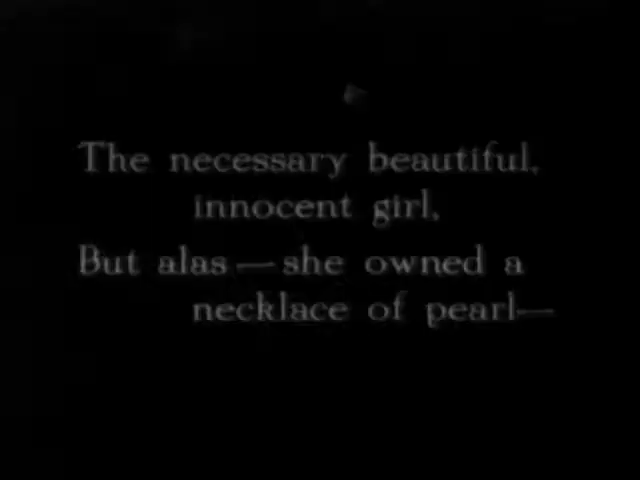 The necessary beautiful,
innocent girl,
But alas — she owned a
necklace of pearl—